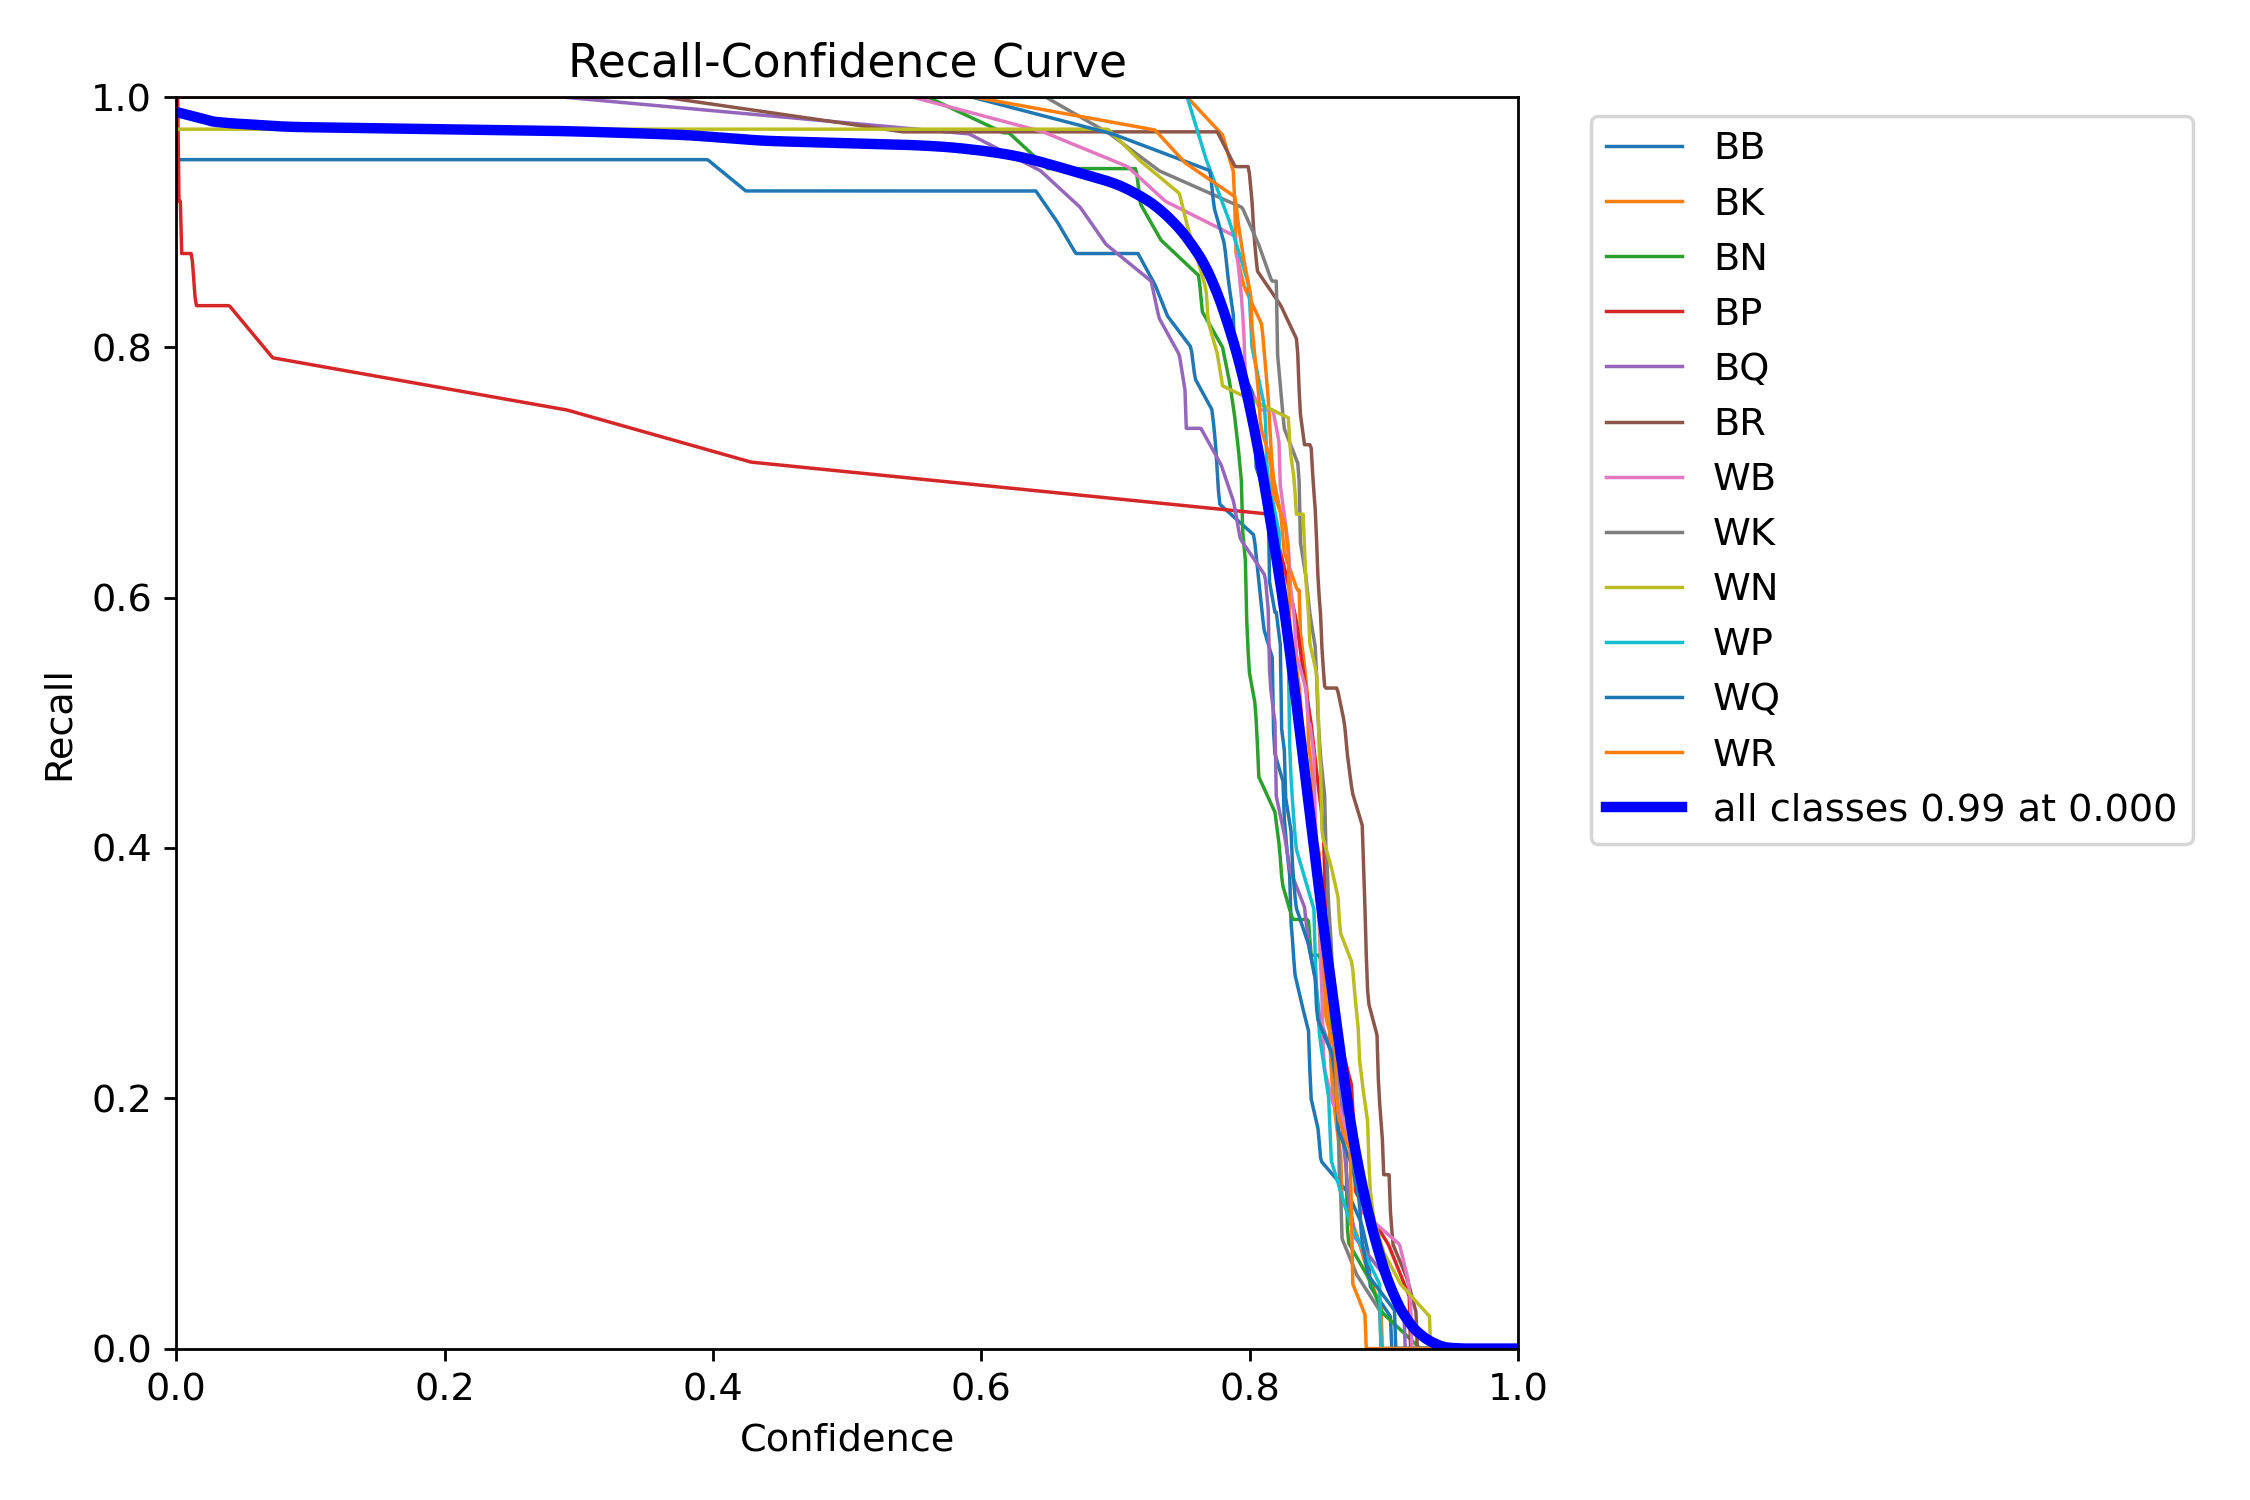 Recall-Confidence Curve
1.0
0.8
0.6
0.4
0.2
0.0
Recall
0.0 0.2 0.4 0.6 0.8 1.0
Confidence
BB
BK
BN
BP
BQ
BR
WB
WK
WN
WP
WQ
WR
all classes 0.99 at 0.000